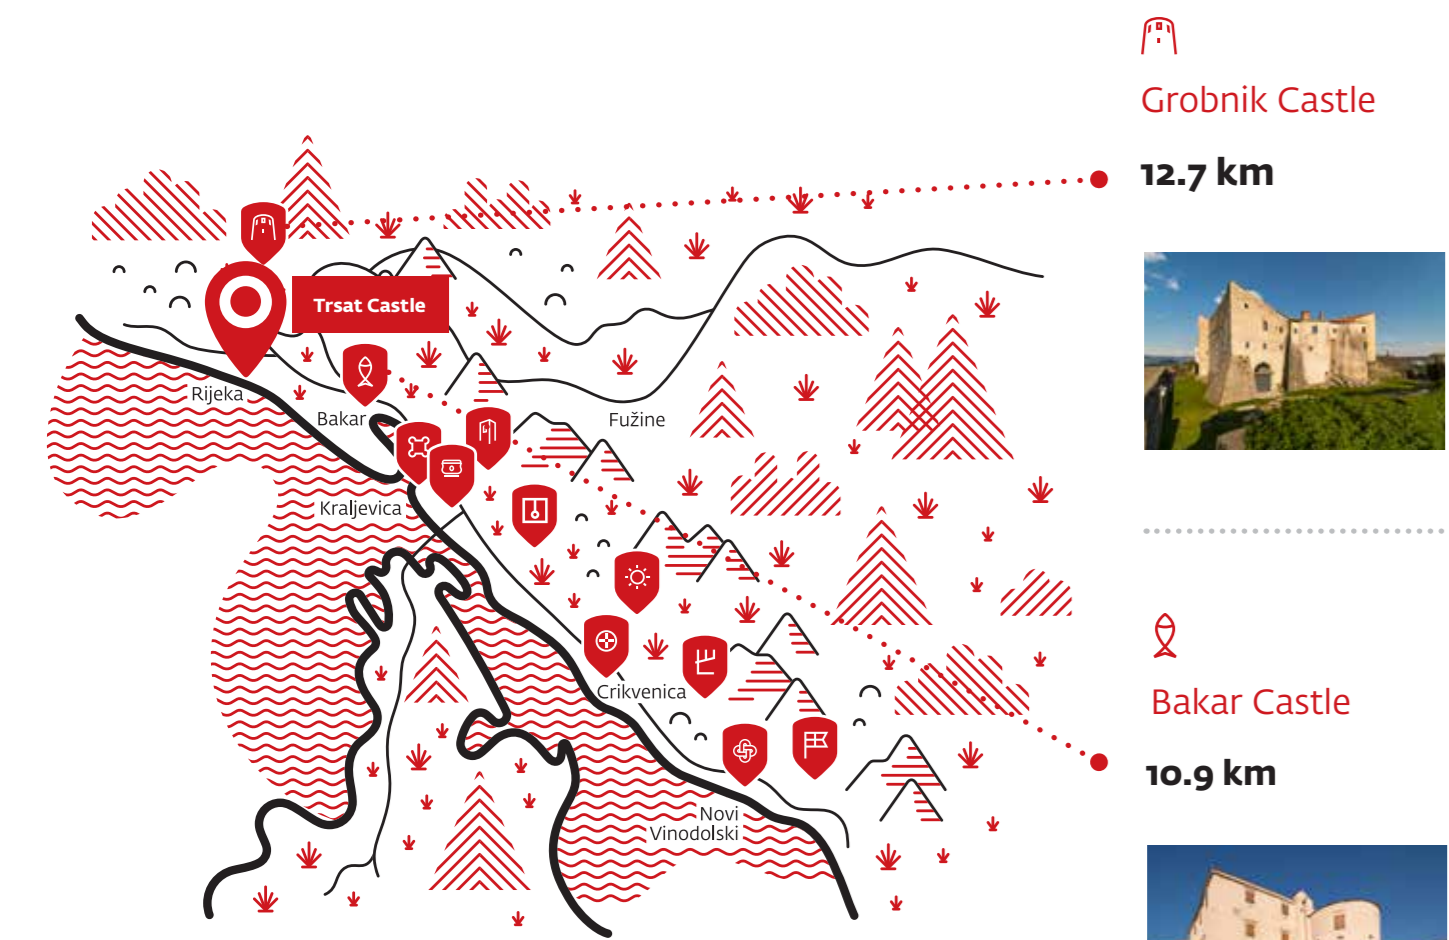 Grobnik Castle
12.7 km
Trsat Castle
Rijeka
Bakar
Fužine
Kraljevica
Crikvenica
Novi
Vinodolski
Bakar Castle
10.9 km